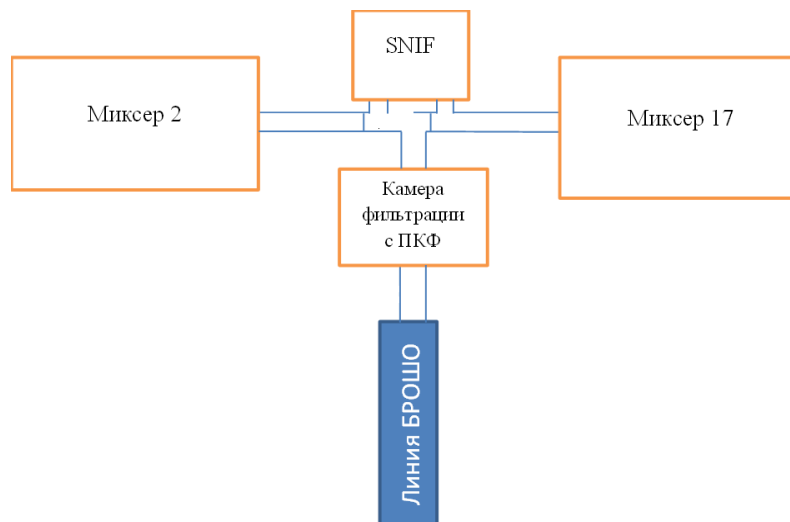 SNIF
Миксер 2
Миксер 17
Камера
фильтрации
с ПКФ
Линия БРОШО